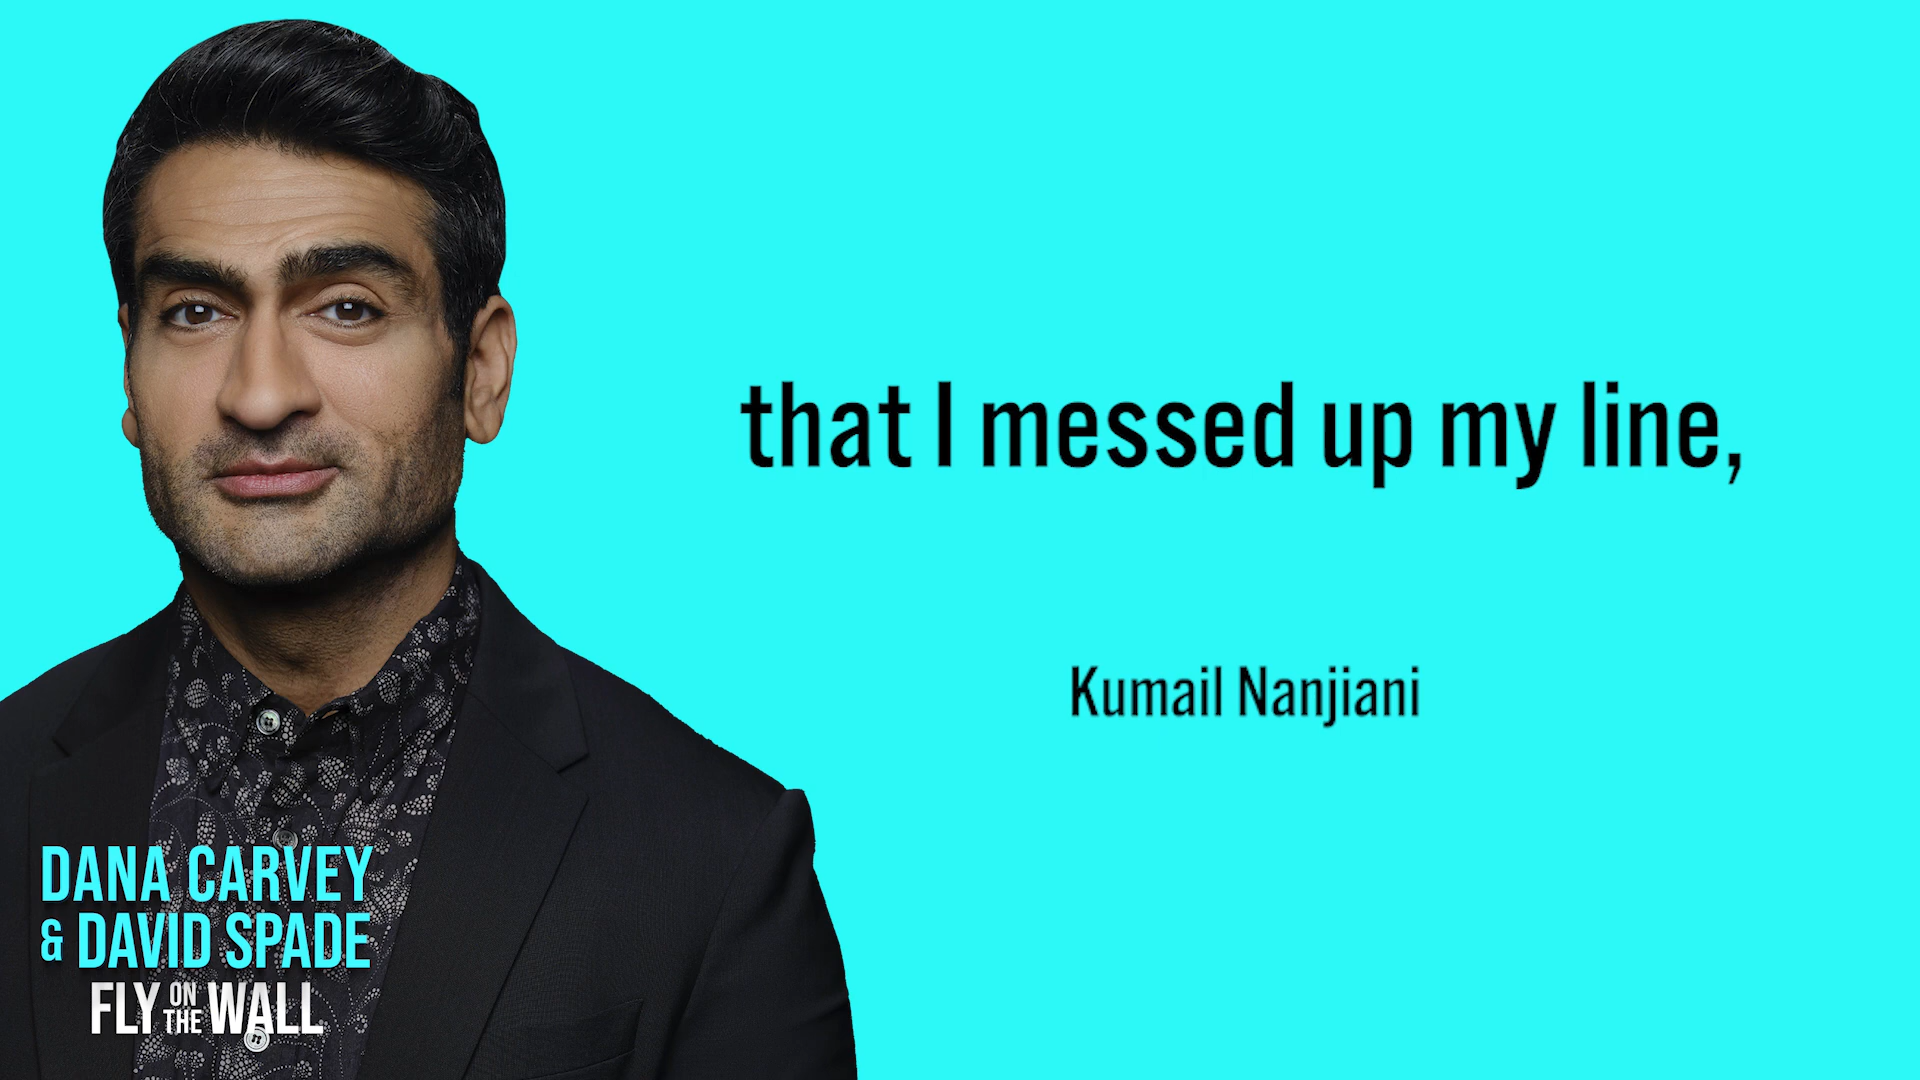 that I messed up my line,
Kumail Nanjiani
DANA CARVEY
& DAVID SPADE
FLY ON THE WALL